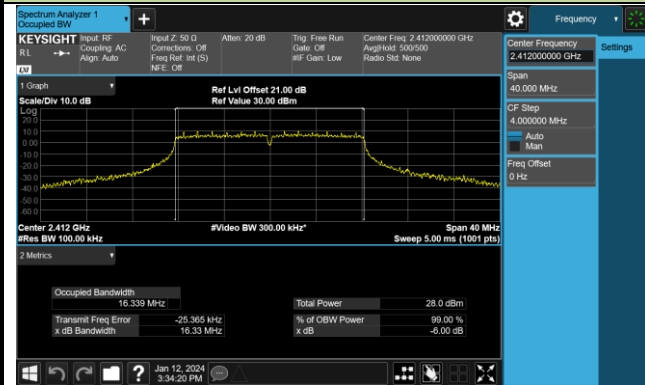 Spectrum Analyzer 1
Occupied BW
+
Frequency
KEYSIGHT
RL
LXI
Input: RF
Coupling: AC
Align: Auto
Input Z: 50 Ω
Corrections: Off
Freq Ref: Int (S)
NFE: Off
Atten: 20 dB
Trig: Free Run
Gate: Off
#IF Gain: Low
Center Freq: 2.412000000 GHz
Avg|Hold: 500/500
Radio Std: None
Center Frequency
2.412000000 GHz
Settings
Span
40.000 MHz
CF Step
4.000000 MHz
Auto
Man
Freq Offset
0 Hz
1 Graph
Scale/Div 10.0 dB
Ref Lvl Offset 21.00 dB
Ref Value 30.00 dBm
Log
20.0
10.0
0.00
-10.0
-20.0
-30.0
-40.0
-50.0
-60.0
Center 2.412 GHz
#Res BW 100.00 kHz
#Video BW 300.00 kHz*
Span 40 MHz
Sweep 5.00 ms (1001 pts)
2 Metrics
Occupied Bandwidth
16.339 MHz
Total Power 28.0 dBm
Transmit Freq Error -25.365 kHz
% of OBW Power 99.00 %
x dB Bandwidth 16.33 MHz
x dB -6.00 dB
?
Jan 12, 2024
3:34:20 PM